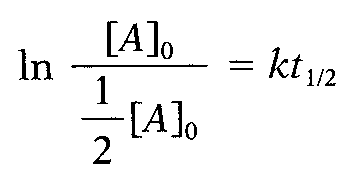 ln [A]₀ / ½[A]₀ = kt₁/₂